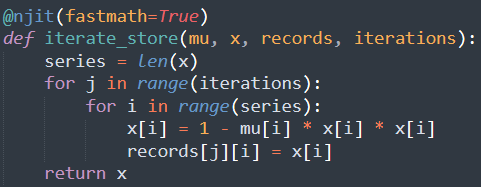 @njit(fastmath=True)
def iterate_store(mu, x, records, iterations):
    series = len(x)
    for j in range(iterations):
        for i in range(series):
            x[i] = 1 - mu[i] * x[i] * x[i]
            records[j][i] = x[i]
    return x